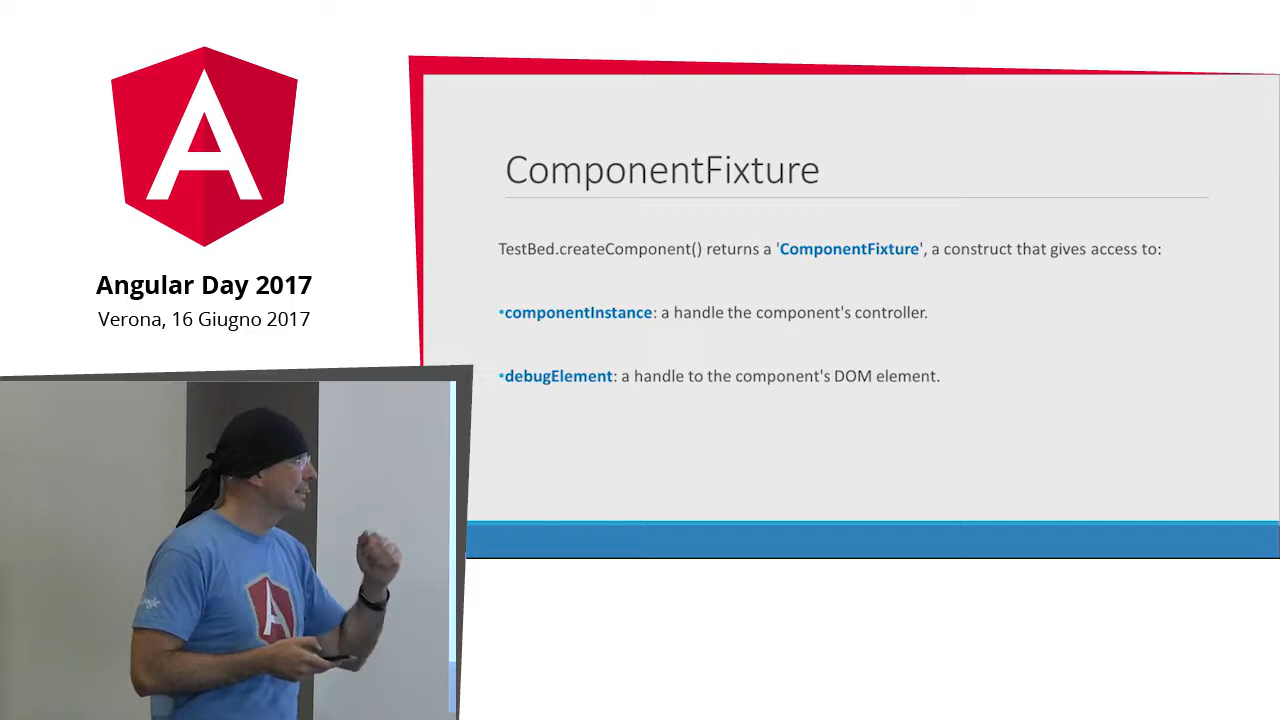 A
Angular Day 2017
Verona, 16 Giugno 2017
ComponentFixture
TestBed.createComponent() returns a 'ComponentFixture', a construct that gives access to:
•componentInstance: a handle the component's controller.
•debugElement: a handle to the component's DOM element.
A